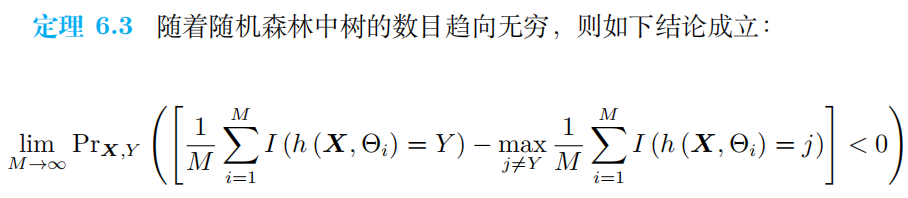 定理 6.3 随着随机森林中树的数目趋向无穷，则如下结论成立：
$$\lim_{M\to\infty} \Pr_{\boldsymbol{X},Y} \left( \left[ \frac{1}{M} \sum_{i=1}^{M} I\left(h\left(\boldsymbol{X}, \Theta_i\right) = Y\right) - \max_{j\neq Y} \frac{1}{M} \sum_{i=1}^{M} I\left(h\left(\boldsymbol{X}, \Theta_i\right) = j\right) \right] < 0 \right)$$